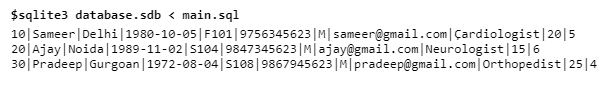 $sqlite3 database.sdb < main.sql
10|Sameer|Delhi|1980-10-05|F101|9756345623|M|sameer@gmail.com|Çardiologist|20|5
20|Ajay|Noida|1989-11-02|S104|9847345623|M|ajay@gmail.com|Neurologist|15|6
30|Pradeep|Gurgoan|1972-08-04|S108|9867945623|M|pradeep@gmail.com|Orthopedist|25|4